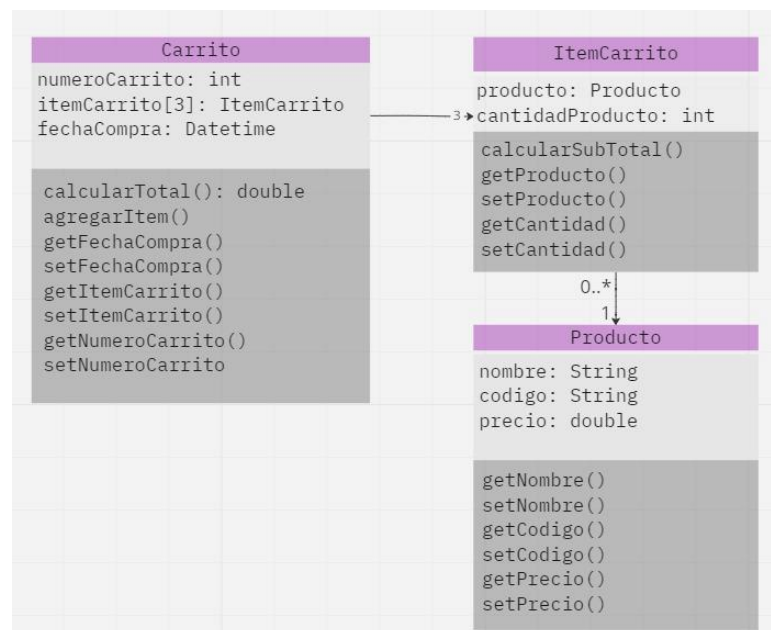 Carrito
numeroCarrito: int
itemCarrito[3]: ItemCarrito
fechaCompra: Datetime
calcularTotal(): double
agregarItem()
getFechaCompra()
setFechaCompra()
getItemCarrito()
setItemCarrito()
getNumeroCarrito()
setNumeroCarrito
3
ItemCarrito
producto: Producto
cantidadProducto: int
calcularSubTotal()
getProducto()
setProducto()
getCantidad()
setCantidad()
0..*
1
Producto
nombre: String
codigo: String
precio: double
getNombre()
setNombre()
getCodigo()
setCodigo()
getPrecio()
setPrecio()